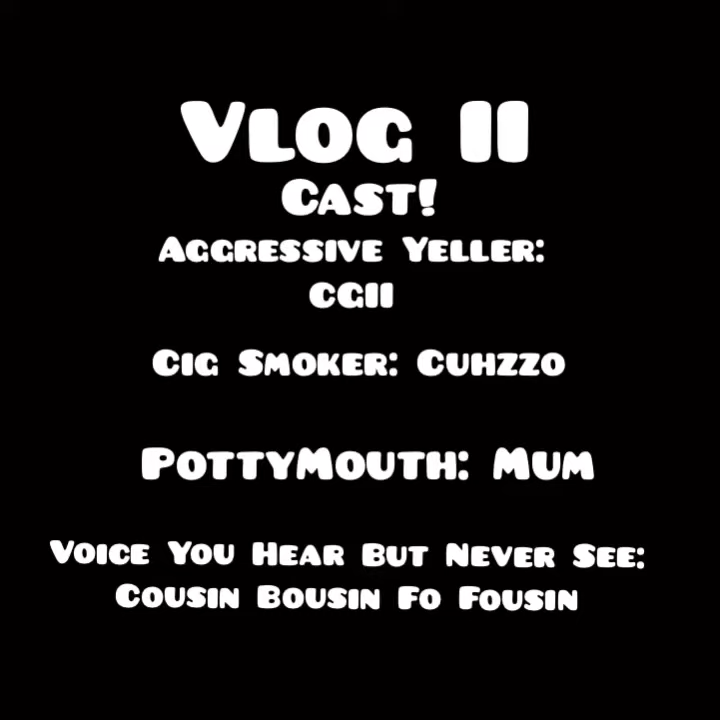 Vlog II
Cast!
Aggressive Yeller:
CGII
Cig Smoker: Cuhzzo
PottyMouth: Mum
Voice You Hear But Never See:
Cousin Bousin Fo Fousin